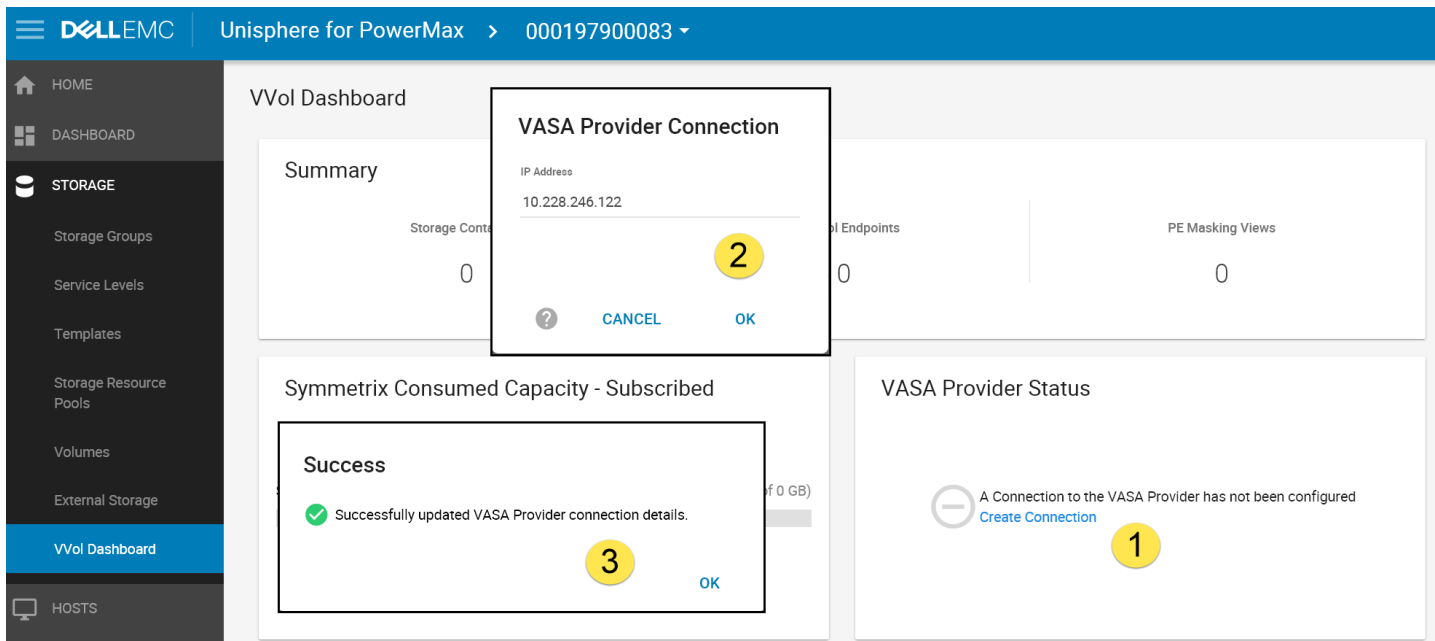 DELLEMC
Unisphere for PowerMax > 000197900083
HOME
DASHBOARD
STORAGE
Storage Groups
Service Levels
Templates
Storage Resource
Pools
Volumes
External Storage
VVol Dashboard
HOSTS
VVol Dashboard
Summary
Storage Conta
0
ol Endpoints
0
PE Masking Views
0
VASA Provider Connection
IP Address
10.228.246.122
2
?
CANCEL
OK
Symmetrix Consumed Capacity - Subscribed
of 0 GB)
Success
Successfully updated VASA Provider connection details.
3
OK
VASA Provider Status
A Connection to the VASA Provider has not been configured
Create Connection
1